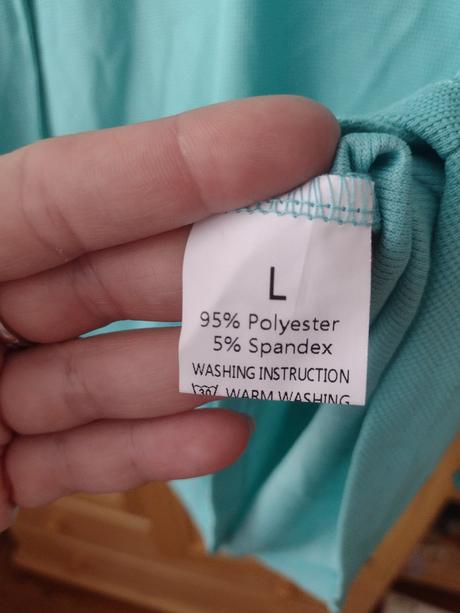 L
95% Polyester
5% Spandex
WASHING INSTRUCTION
WARM WASHING